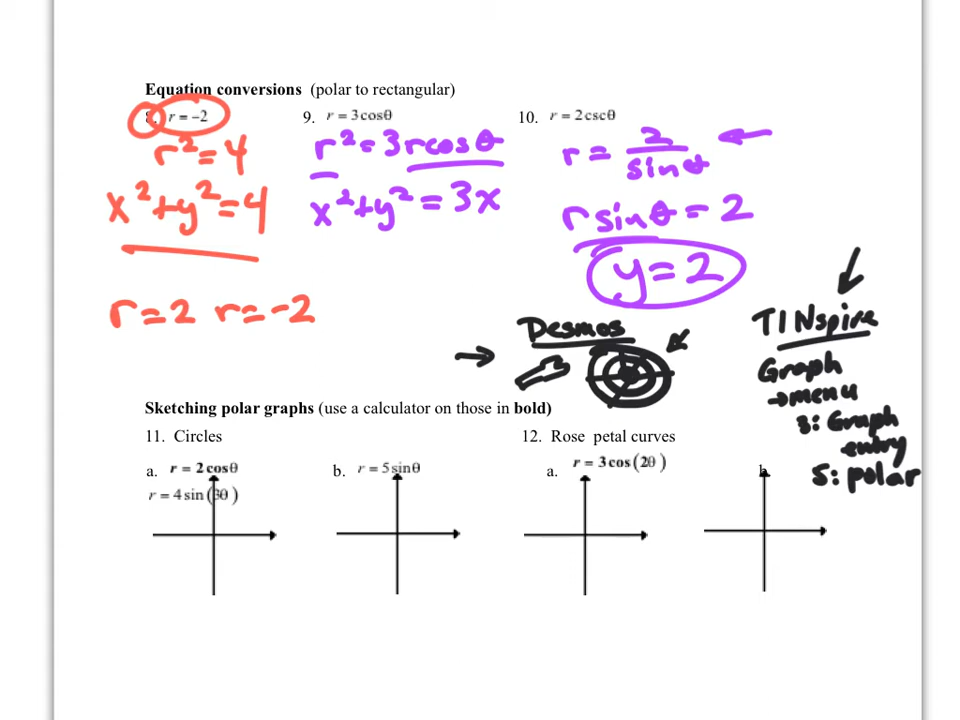 Equation conversions (polar to rectangular)
8. r = −2
9. r = 3cosθ
10. r = 2cscθ
r² = 4
x² + y² = 4
r = 2 r = −2
r² = 3rcosθ
x² + y² = 3x
r = 2/sinθ
rsinθ = 2
y = 2
Desmos
TI Nspire
Graph
→ menu
3: Graph
entry
5: polar
Sketching polar graphs (use a calculator on those in bold)
11. Circles
12. Rose petal curves
a. r = 2cosθ
b. r = 5sinθ
a. r = 3cos(2θ)
b.
r = 4sin(3θ)